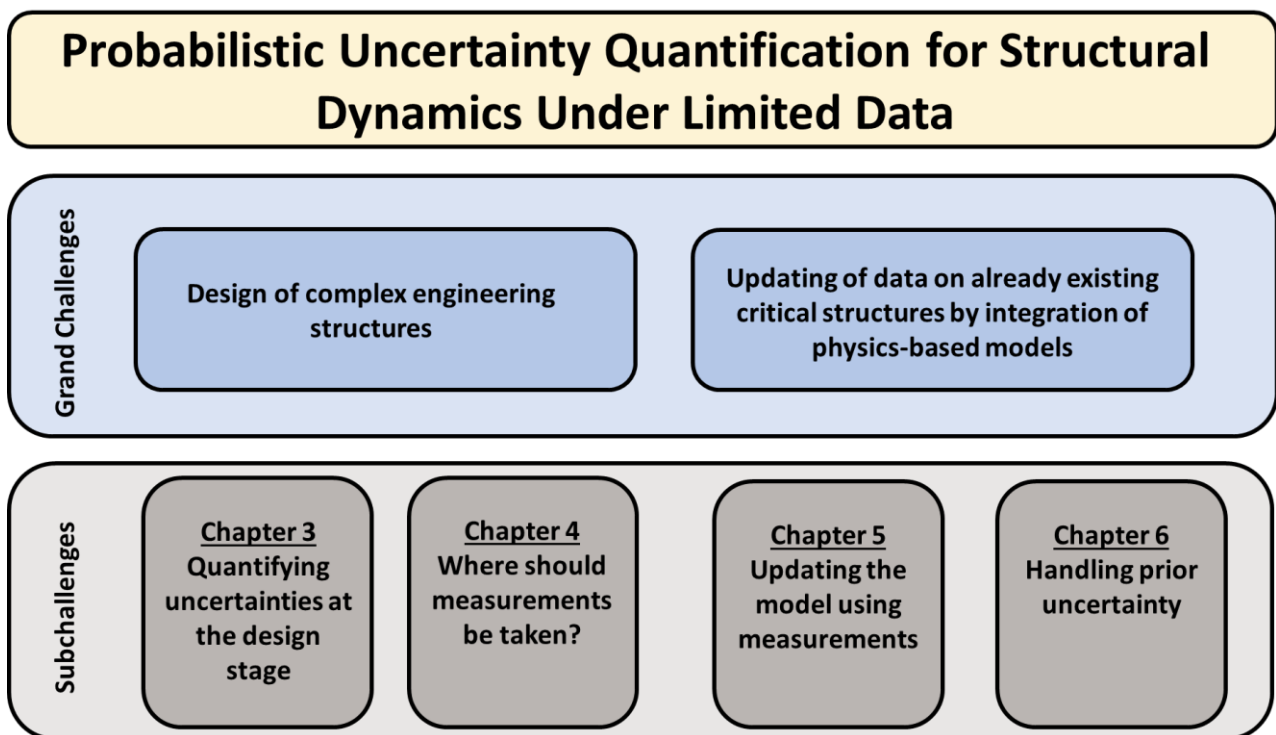 Probabilistic Uncertainty Quantification for Structural
Dynamics Under Limited Data
Grand Challenges
Design of complex engineering
structures
Updating of data on already existing
critical structures by integration of
physics-based models
Subchallenges
Chapter 3
Quantifying
uncertainties at
the design
stage
Chapter 4
Where should
measurements
be taken?
Chapter 5
Updating the
model using
measurements
Chapter 6
Handling prior
uncertainty